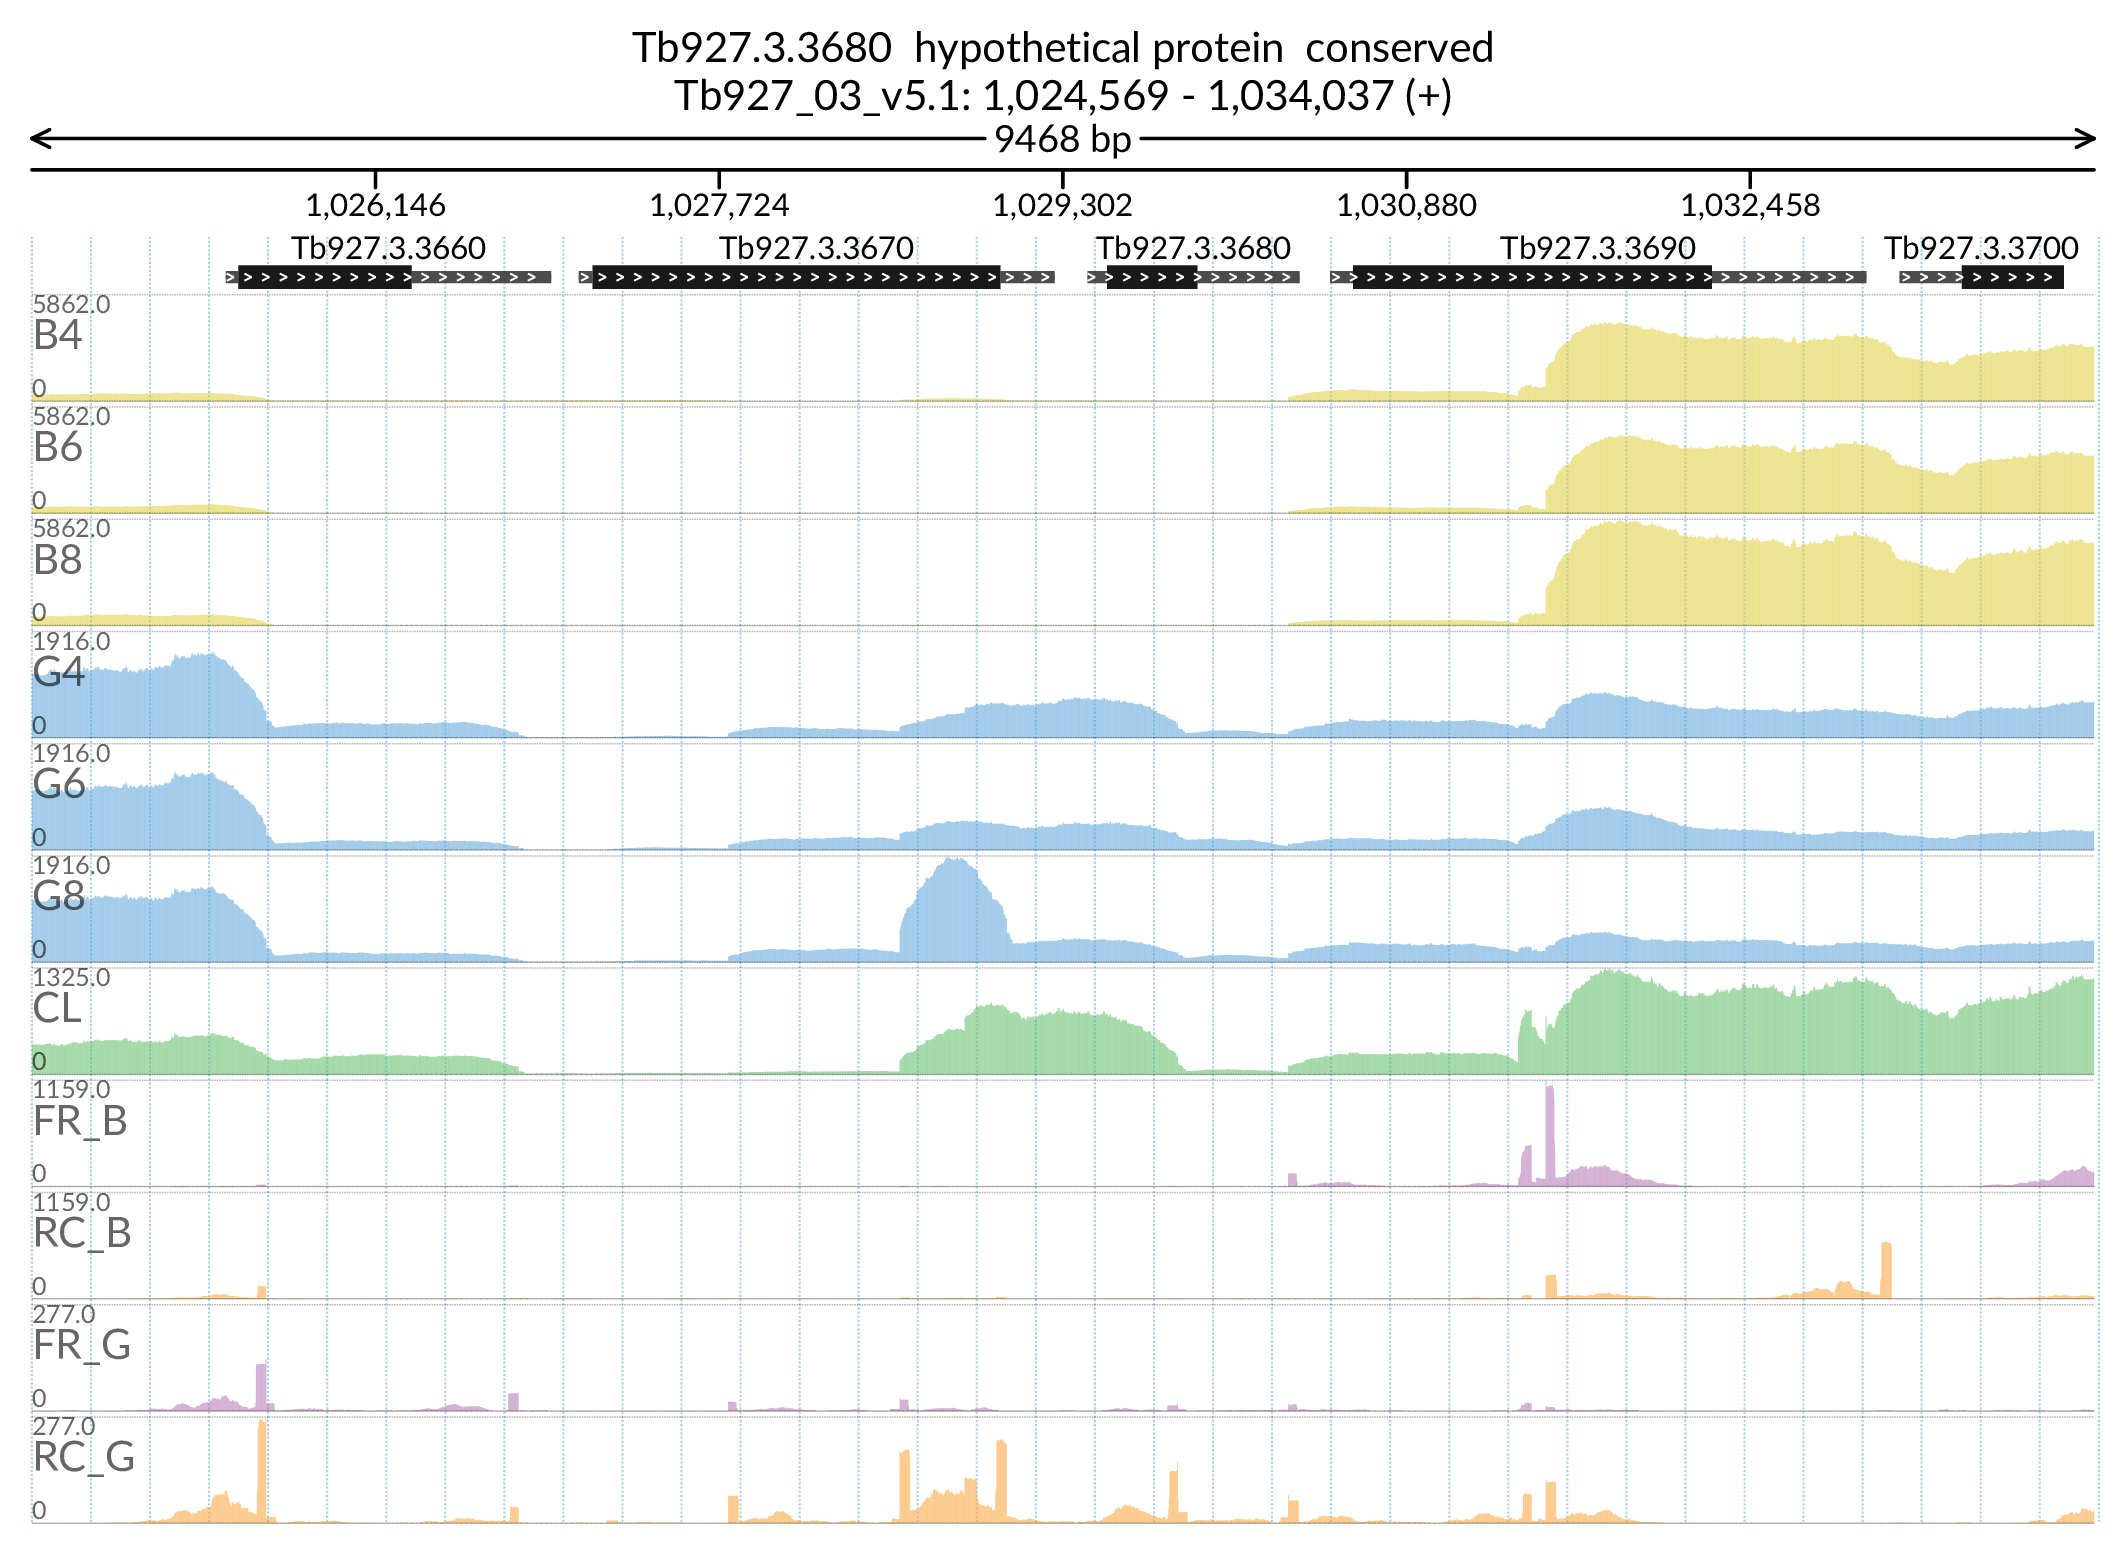 Tb927.3.3680  hypothetical protein  conserved
Tb927_03_v5.1: 1,024,569 - 1,034,037 (+)
9468 bp
1,026,146 1,027,724 1,029,302 1,030,880 1,032,458
Tb927.3.3660 Tb927.3.3670 Tb927.3.3680 Tb927.3.3690 Tb927.3.3700
5862.0
B4
0
5862.0
B6
0
5862.0
B8
0
1916.0
G4
0
1916.0
G6
0
1916.0
G8
0
1325.0
CL
0
1159.0
FR_B
0
1159.0
RC_B
0
277.0
FR_G
0
277.0
RC_G
0